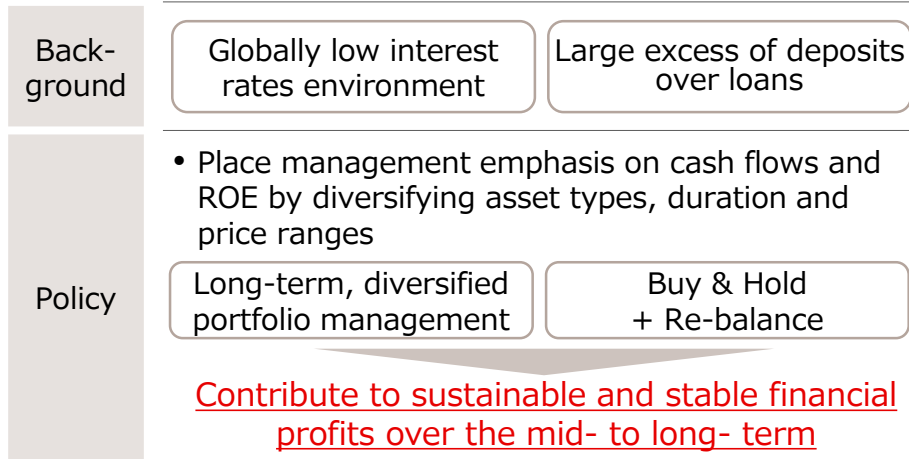 Back-
ground
Globally low interest
rates environment
Large excess of deposits
over loans
Policy
• Place management emphasis on cash flows and
ROE by diversifying asset types, duration and
price ranges
Long-term, diversified
portfolio management
Buy & Hold
+ Re-balance
Contribute to sustainable and stable financial
profits over the mid- to long- term